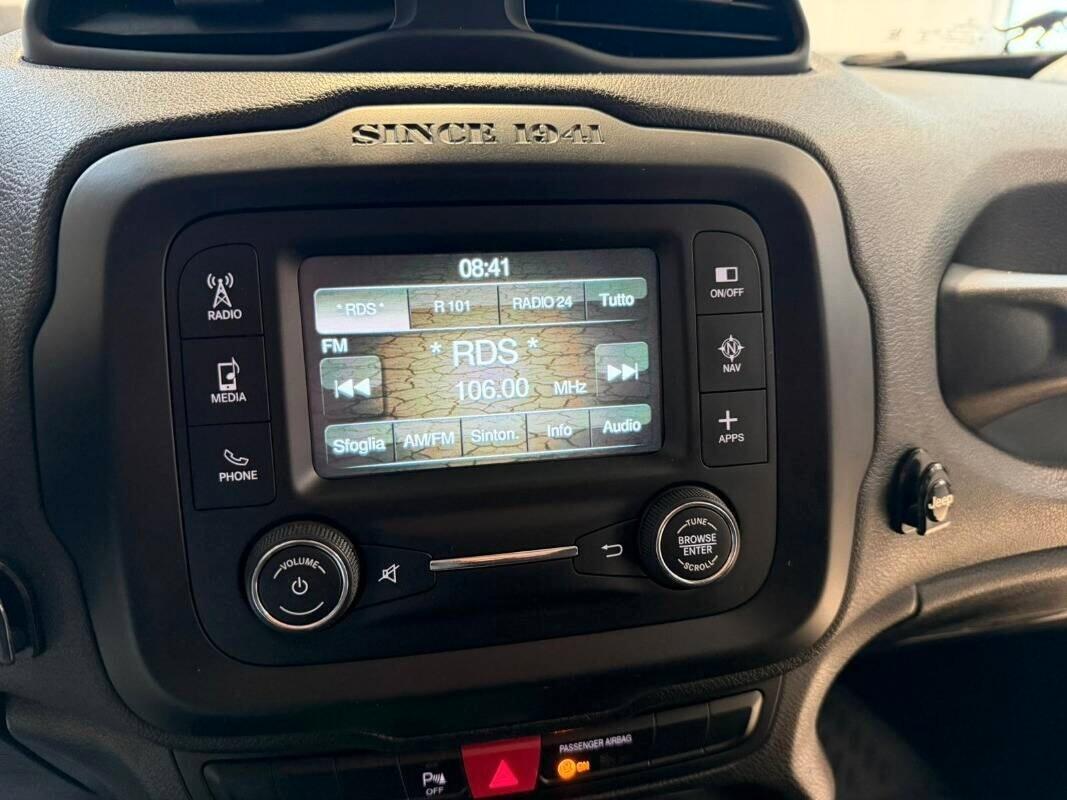 SINCE 1941
08:41
* RDS * R 101 RADIO 24 Tutto
FM
* RDS *
106.00 MHz
Sfoglia AM/FM Sinton. Info Audio
RADIO
MEDIA
PHONE
ON/OFF
N
NAV
APPS
VOLUME
TUNE
BROWSE
ENTER
SCROLL
Jeep
P OFF
PASSENGER AIRBAG
ON